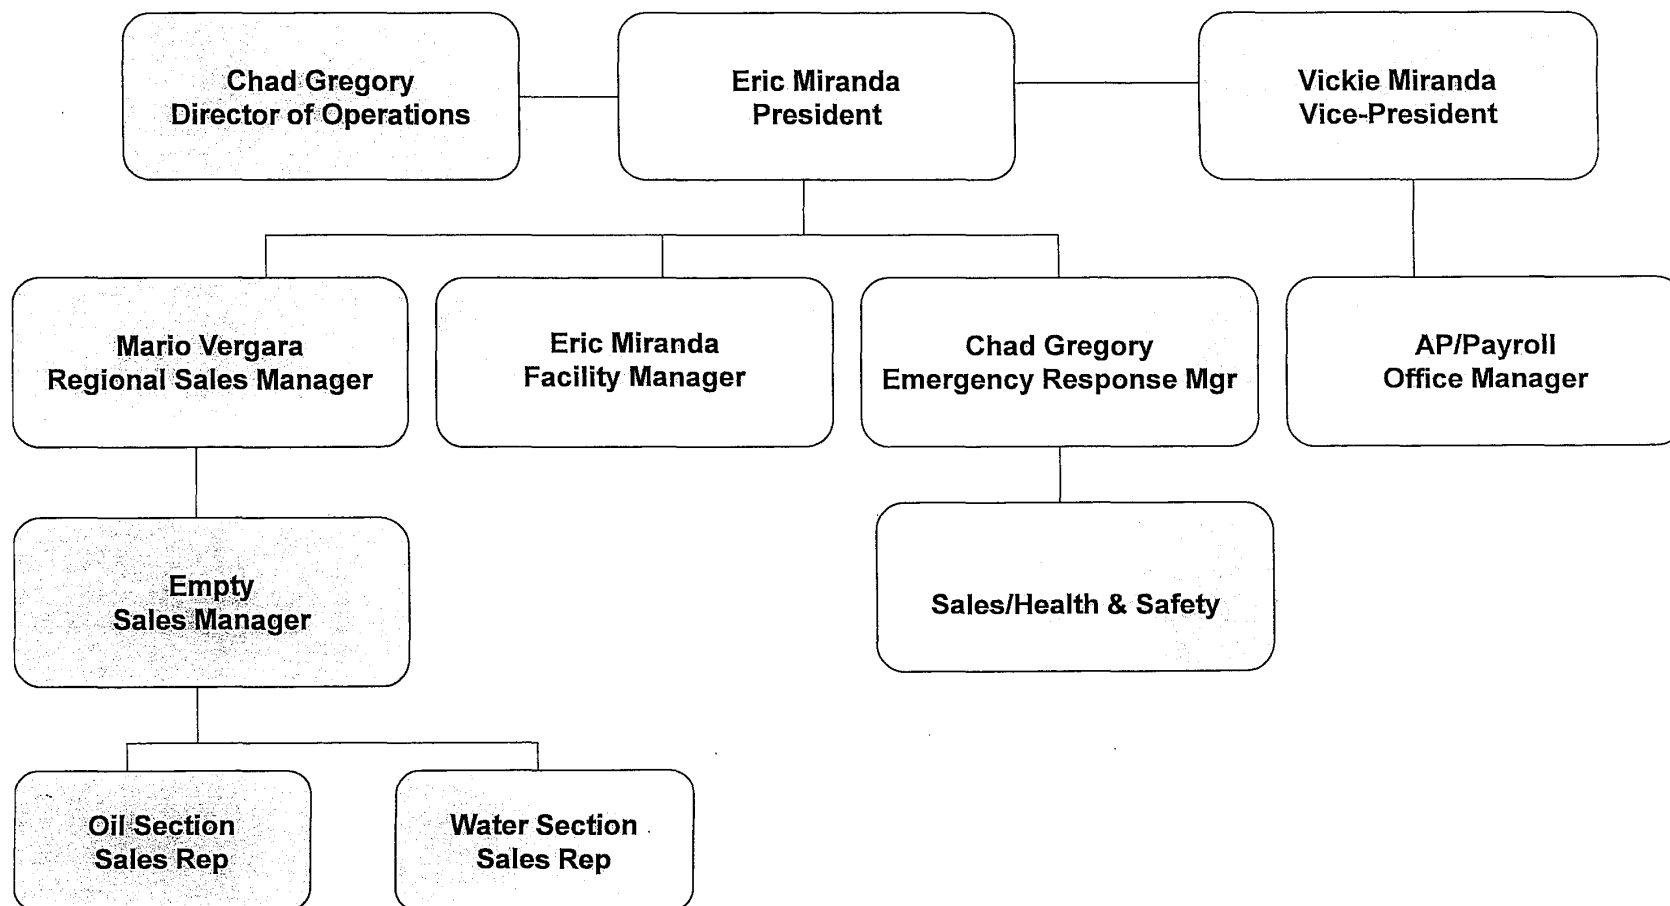 Chad Gregory
Director of Operations
Eric Miranda
President
Vickie Miranda
Vice-President
Mario Vergara
Regional Sales Manager
Eric Miranda
Facility Manager
Chad Gregory
Emergency Response Mgr
AP/Payroll
Office Manager
Empty
Sales Manager
Sales/Health & Safety
Oil Section
Sales Rep
Water Section
Sales Rep